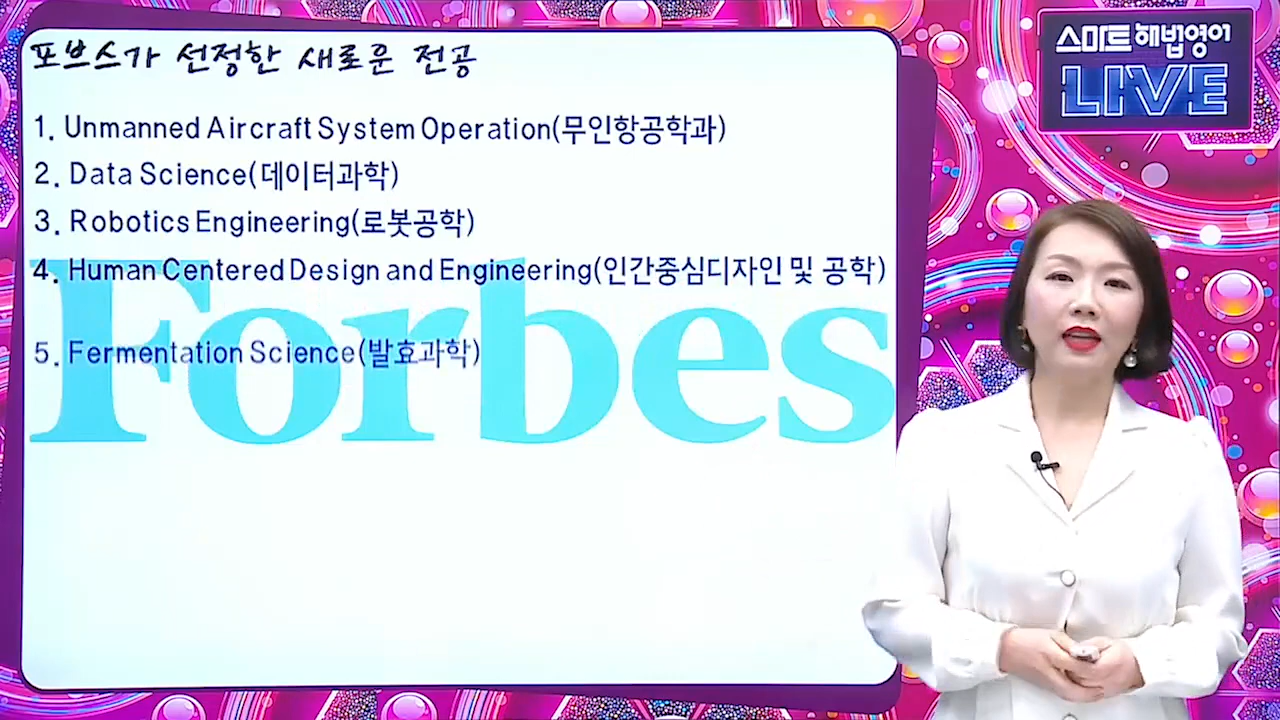 포브스가 선정한 새로운 전공
1. Unmanned Aircraft System Operation(무인항공학과)
2. Data Science(데이터과학)
3. Robotics Engineering(로봇공학)
4. Human Centered Design and Engineering(인간중심디자인 및 공학)
5. Fermentation Science(발효과학)
Forbes
스마트해법영어
LIVE